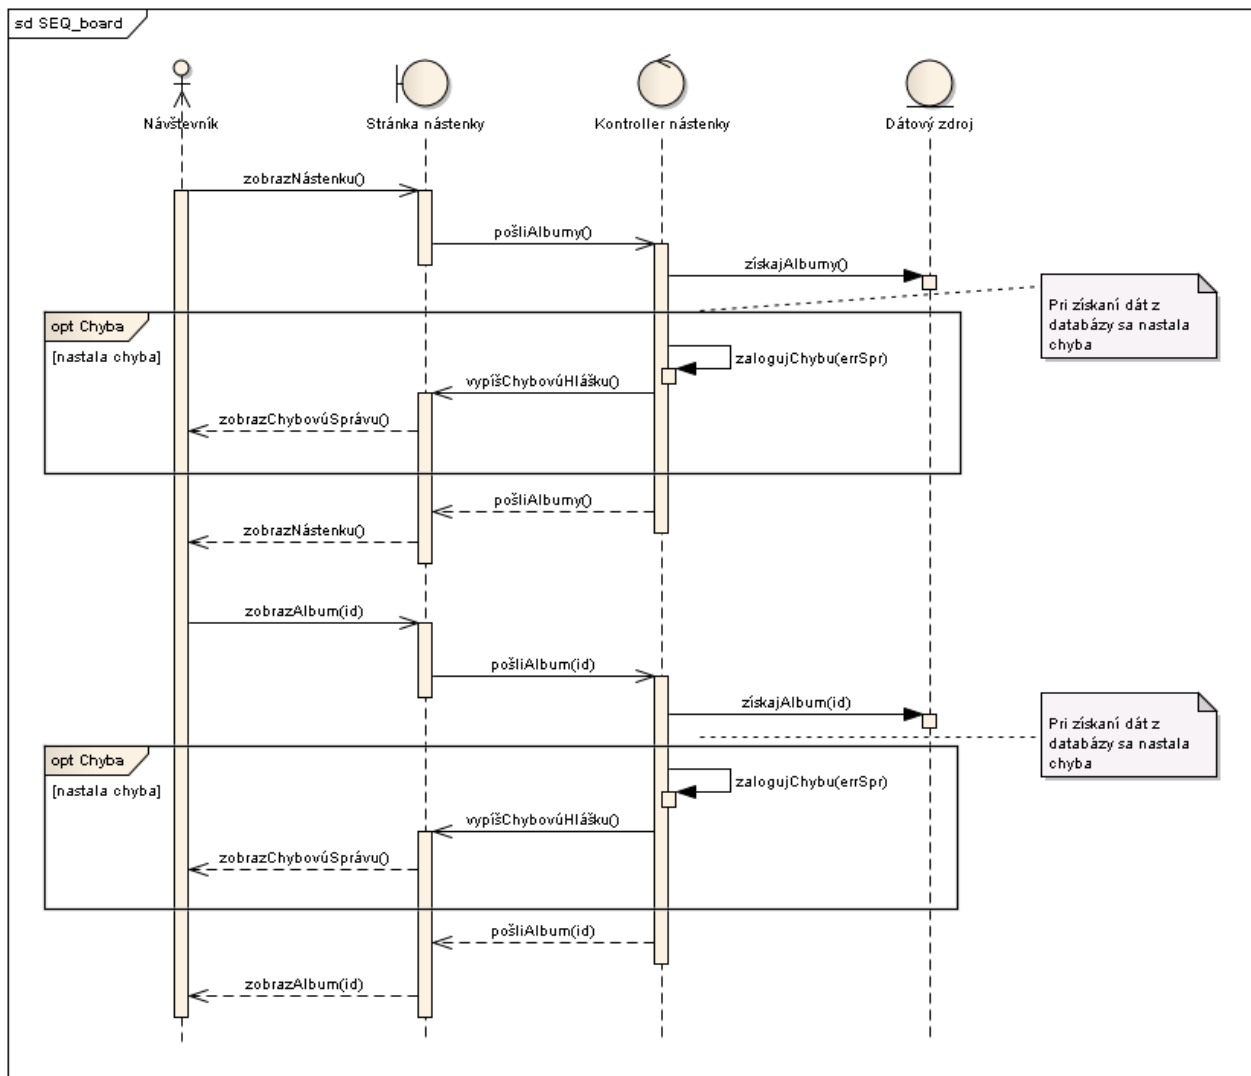 sd SEQ_board
Návštevník
Stránka nástenky
Kontroller nástenky
Dátový zdroj
zobrazNástenku()
pošliAlbumy()
získajAlbumy()
Pri získaní dát z
databázy sa nastala
chyba
opt Chyba
[nastala chyba]
zalogujChybu(errSpr)
vypíšChybovúHlášku()
zobrazChybovúSprávu()
pošliAlbumy()
zobrazNástenku()
zobrazAlbum(id)
pošliAlbum(id)
získajAlbum(id)
Pri získaní dát z
databázy sa nastala
chyba
opt Chyba
[nastala chyba]
zalogujChybu(errSpr)
vypíšChybovúHlášku()
zobrazChybovúSprávu()
pošliAlbum(id)
zobrazAlbum(id)